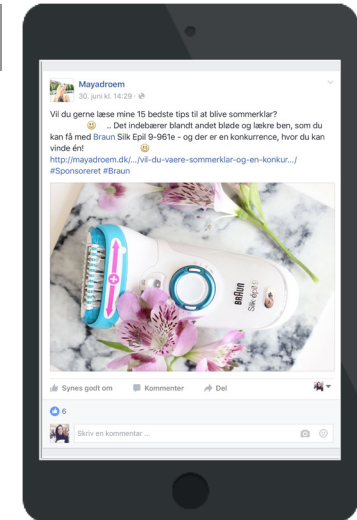 Mayadroem
30. juni kl. 14:29 ·
Vil du gerne læse mine 15 bedste tips til at blive sommerklar?
.. Det indebærer blandt andet bløde og lækre ben, som du
kan få med Braun Silk Epil 9-961e - og der er en konkurrence, hvor du kan
vinde én!
http://mayadroem.dk/.../vil-du-vaere-sommerklar-og-en-konkur.../
#Sponsoreret #Braun
BRAUN
Silk·épil 9
Synes godt om Kommenter Del
6
Skriv en kommentar ...